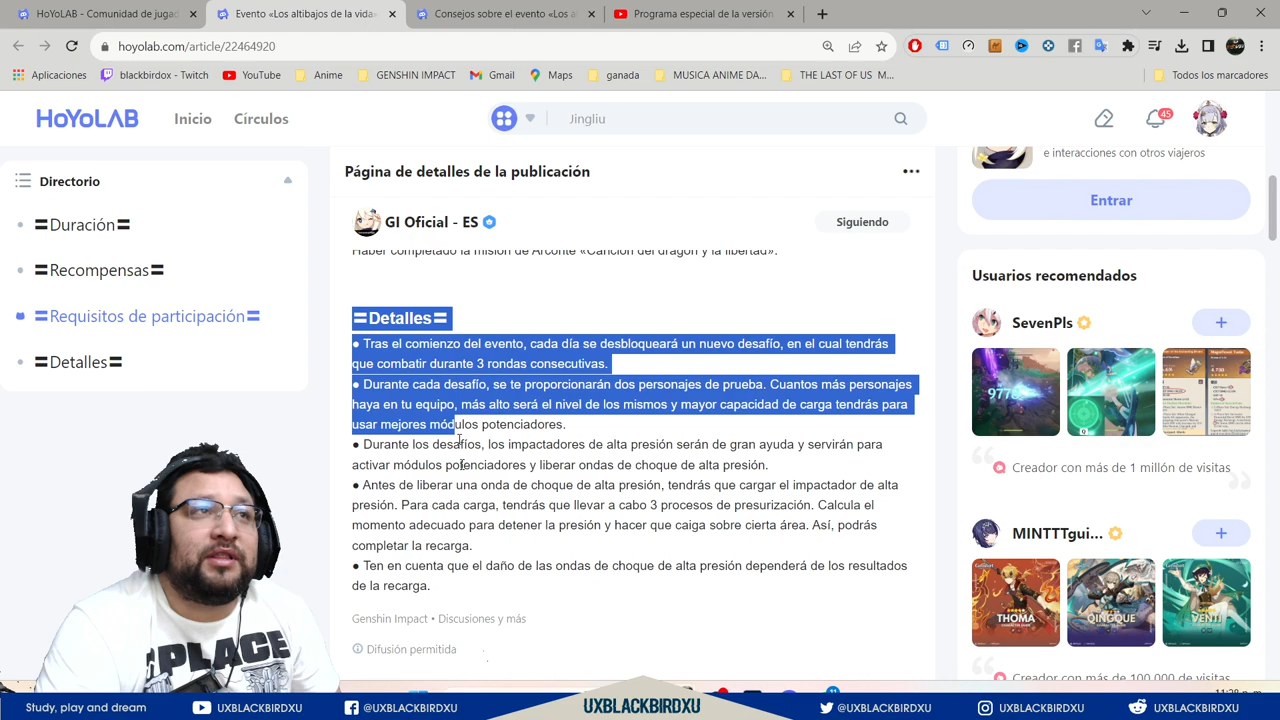 HoYoLAB - Comunidad de jugad
Evento «Los altibajos de la vida»
Consejos sobre el evento «Los al
Programa especial de la versión
hoyolab.com/article/22464920
Aplicaciones
blackbirdox - Twitch
YouTube
Anime
GENSHIN IMPACT
Gmail
Maps
ganada
MUSICA ANIME DA...
THE LAST OF US M...
Todos los marcadores
HoYoLAB
Inicio
Círculos
Jingliu
45
Directorio
〓Duración〓
〓Recompensas〓
〓Requisitos de participación〓
〓Detalles〓
Página de detalles de la publicación
GI Oficial - ES
Siguiendo
Haber completado la misión de Arconte «Canción del dragón y la libertad».
〓Detalles〓
● Tras el comienzo del evento, cada día se desbloqueará un nuevo desafío, en el cual tendrás
que combatir durante 3 rondas consecutivas.
● Durante cada desafío, se te proporcionarán dos personajes de prueba. Cuantos más personajes
haya en tu equipo, más alto será el nivel de los mismos y mayor capacidad de carga tendrás para
usar mejores módulos potenciadores.
● Durante los desafíos, los impactadores de alta presión serán de gran ayuda y servirán para
activar módulos potenciadores y liberar ondas de choque de alta presión.
● Antes de liberar una onda de choque de alta presión, tendrás que cargar el impactador de alta
presión. Para cada carga, tendrás que llevar a cabo 3 procesos de presurización. Calcula el
momento adecuado para detener la presión y hacer que caiga sobre cierta área. Así, podrás
completar la recarga.
● Ten en cuenta que el daño de las ondas de choque de alta presión dependerá de los resultados
de la recarga.
Genshin Impact • Discusiones y más
Difusión permitida
e interacciones con otros viajeros
Entrar
Usuarios recomendados
SevenPls
Creador con más de 1 millón de visitas
MINTTTgui...
THOMA
QINGQUE
VENTI
Creador con más de 100 000 de visitas
PLACE
Study, play and dream
UXBLACKBIRDXU
@UXBLACKBIRDXU
UXBLACKBIRDXU
@UXBLACKBIRDXU
UXBLACKBIRDXU
UXBLACKBIRDXU